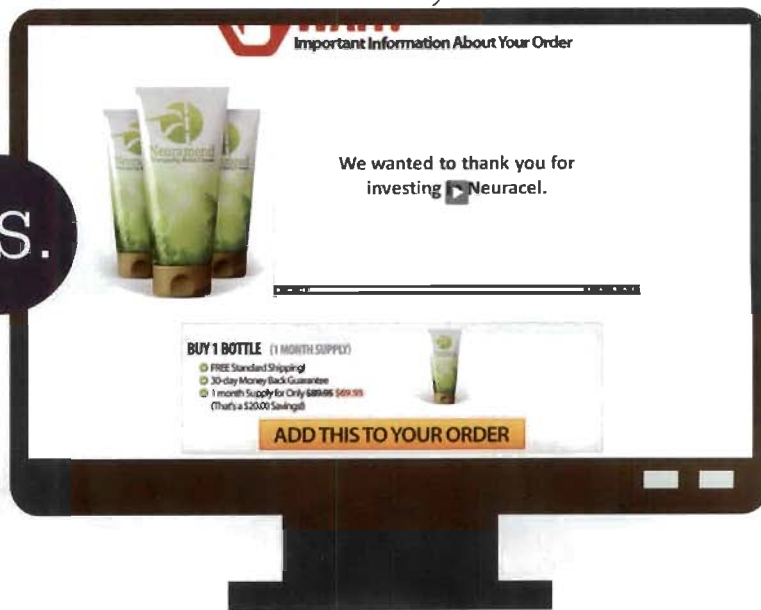 Important Information About Your Order
Neuramend
We wanted to thank you for
investing in Neuracel.
S.
BUY 1 BOTTLE (1 MONTH SUPPLY)
FREE Standard Shipping!
30-day Money Back Guarantee
1 month Supply for Only $89.95 $69.95
(That's a $20.00 Savings!)
ADD THIS TO YOUR ORDER